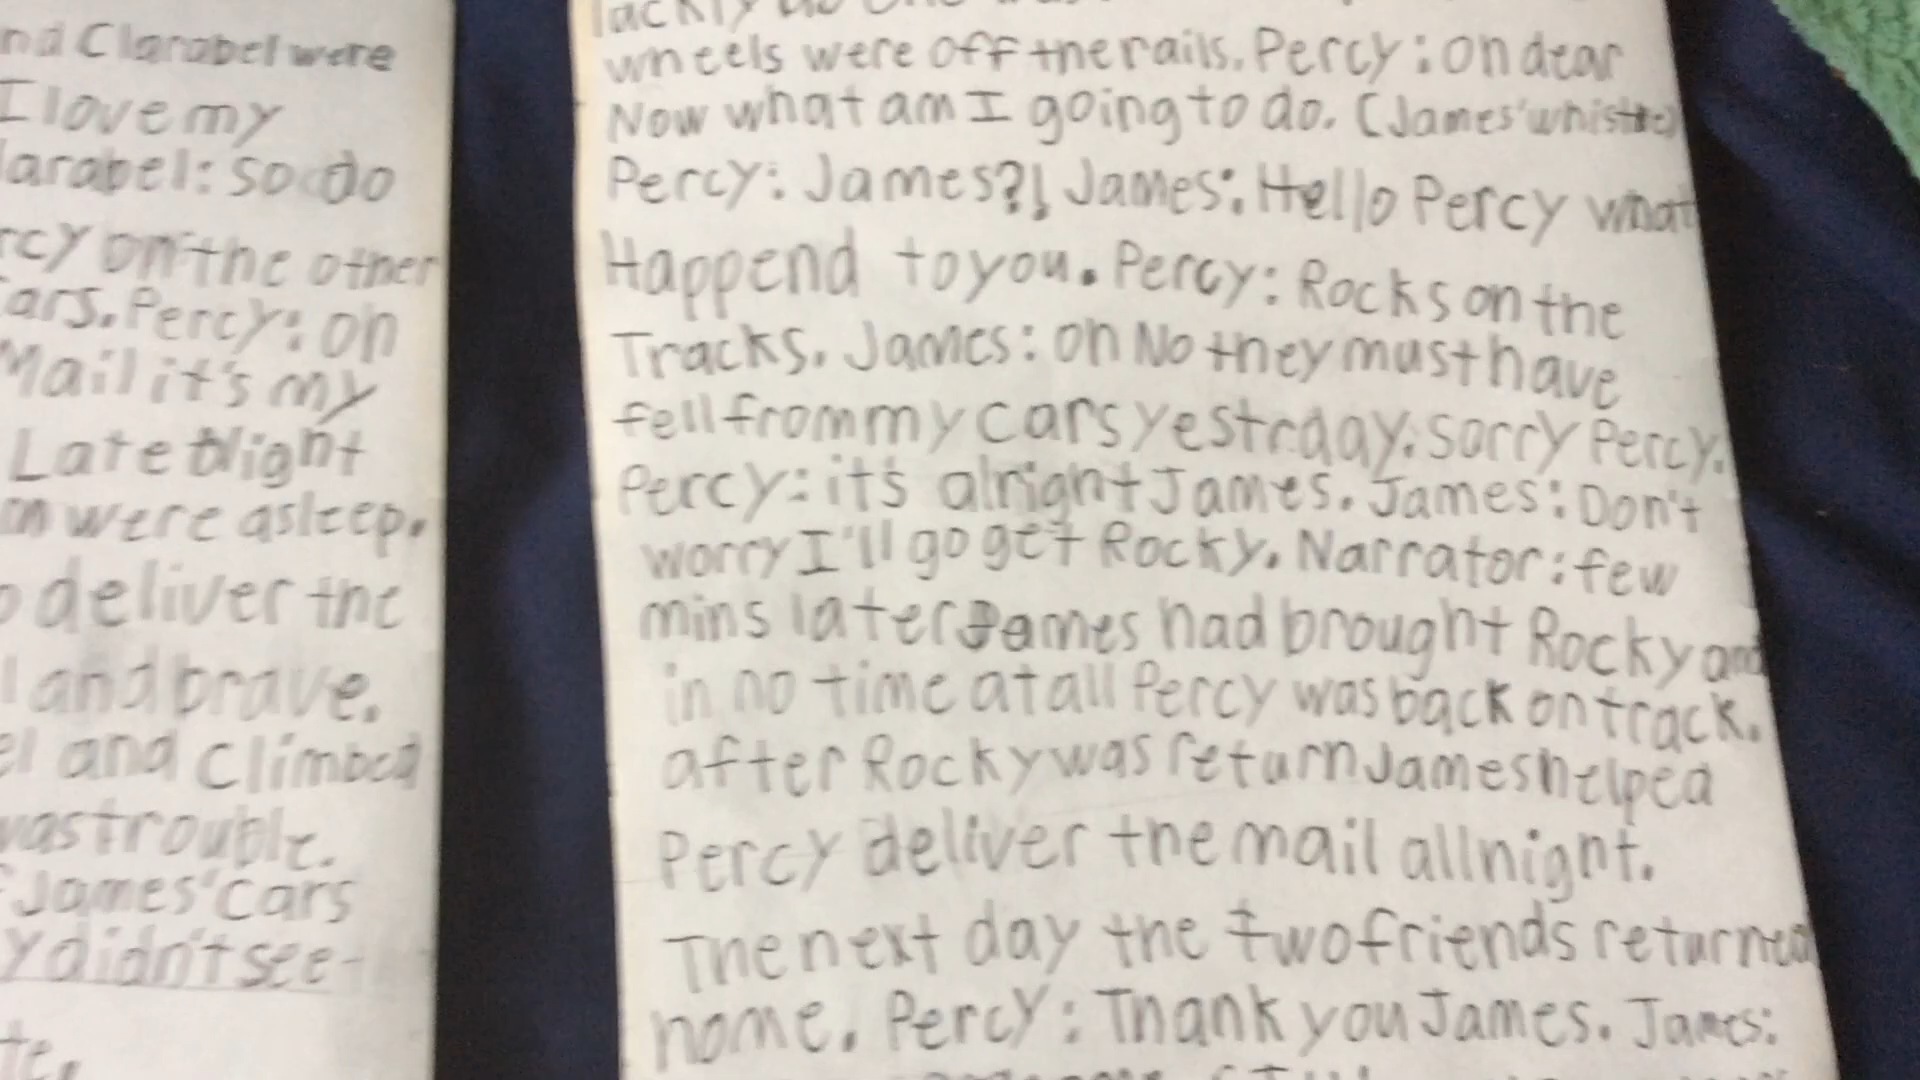 nd Clarabel were
I love my
larabel: so do
rcy on the other
cars. Percy: oh
Mail it's my
Late Night
were asleep.
deliver the
l and brave.
el and climbed
was trouble.
James' cars
y didn't see-
te.
wheels were off the rails. Percy: oh dear
Now what am I going to do. (James' whistle)
Percy: James?! James: Hello Percy what
Happend to you. Percy: Rocks on the
Tracks. James: oh No they must have
fell from my cars yestrday. sorry Percy.
Percy: it's alright James. James: Don't
worry I'll go get Rocky. Narrator: few
mins later James had brought Rocky and
in no time at all Percy was back on track.
after Rocky was return James helped
Percy deliver the mail all night.
The next day the two friends returned
home. Percy: Thank you James. James: